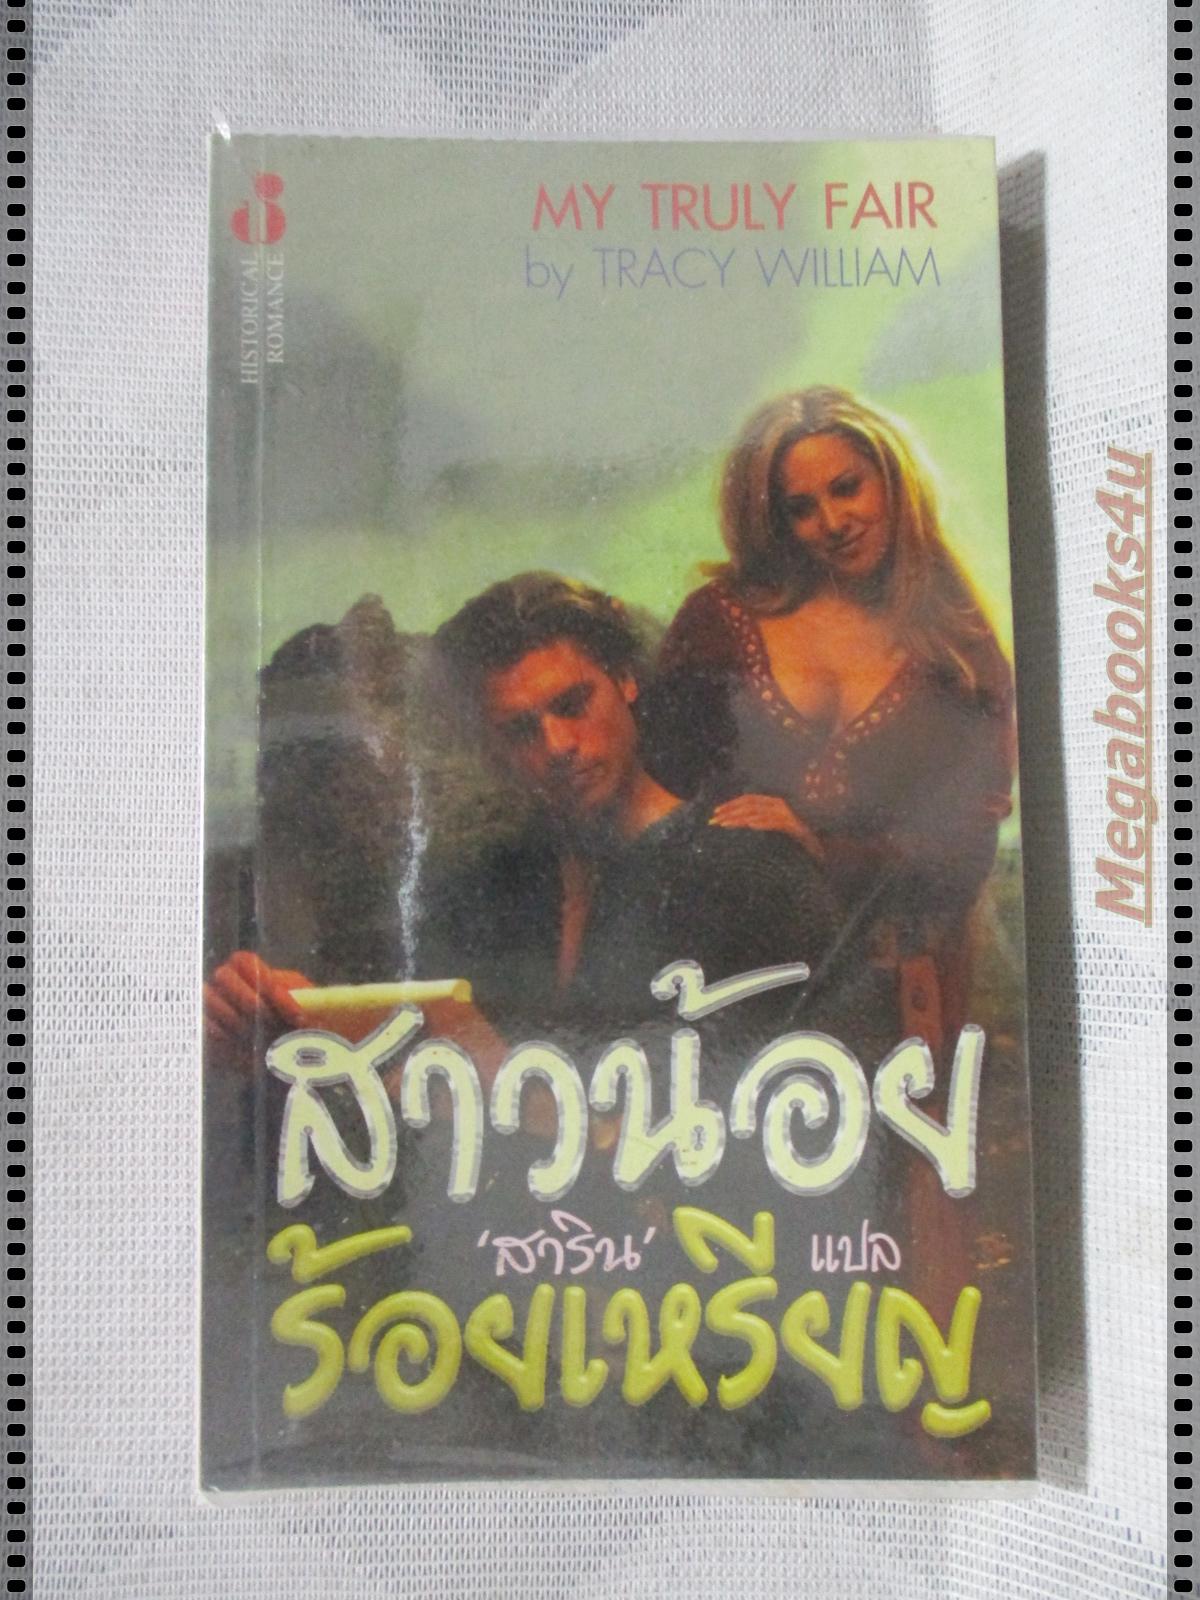 MY TRULY FAIR
by TRACY WILLIAM
HISTORICAL
ROMANCE
สาวน้อย
'สาริน' แปล
ร้อยเหรียญ
Megabooks4u